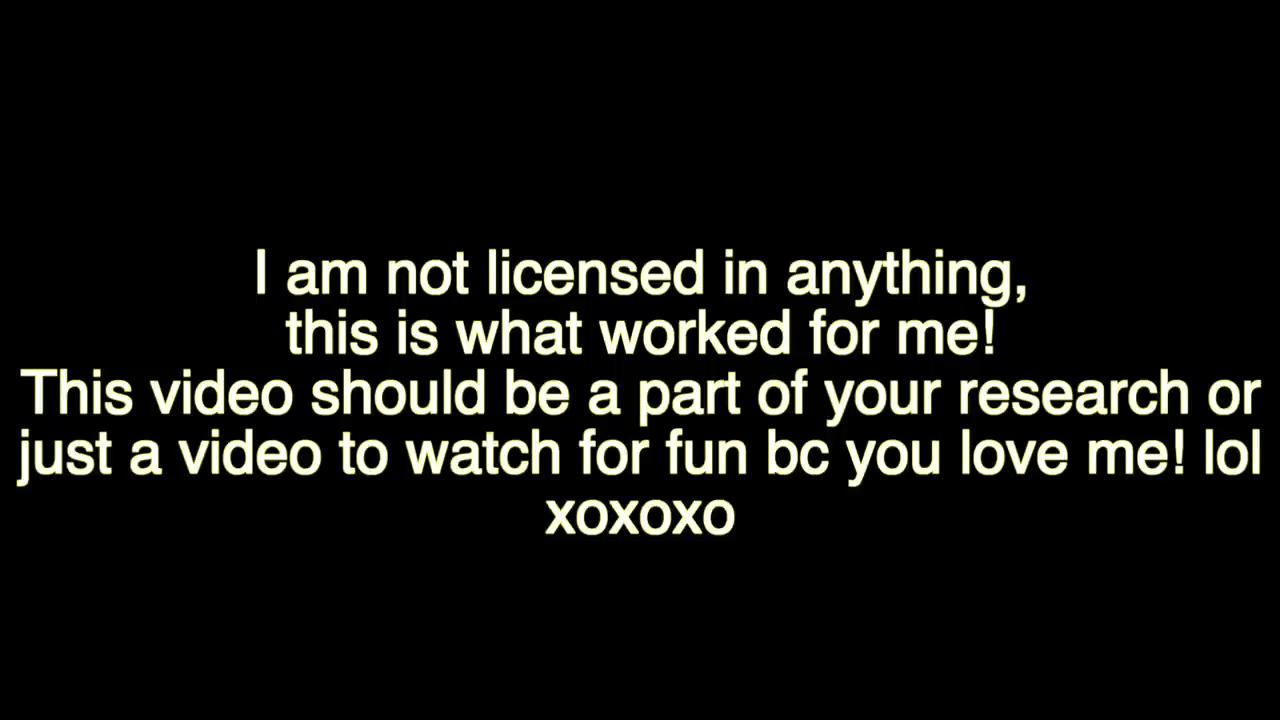 I am not licensed in anything,
this is what worked for me!
This video should be a part of your research or
just a video to watch for fun bc you love me! lol
xoxoxo